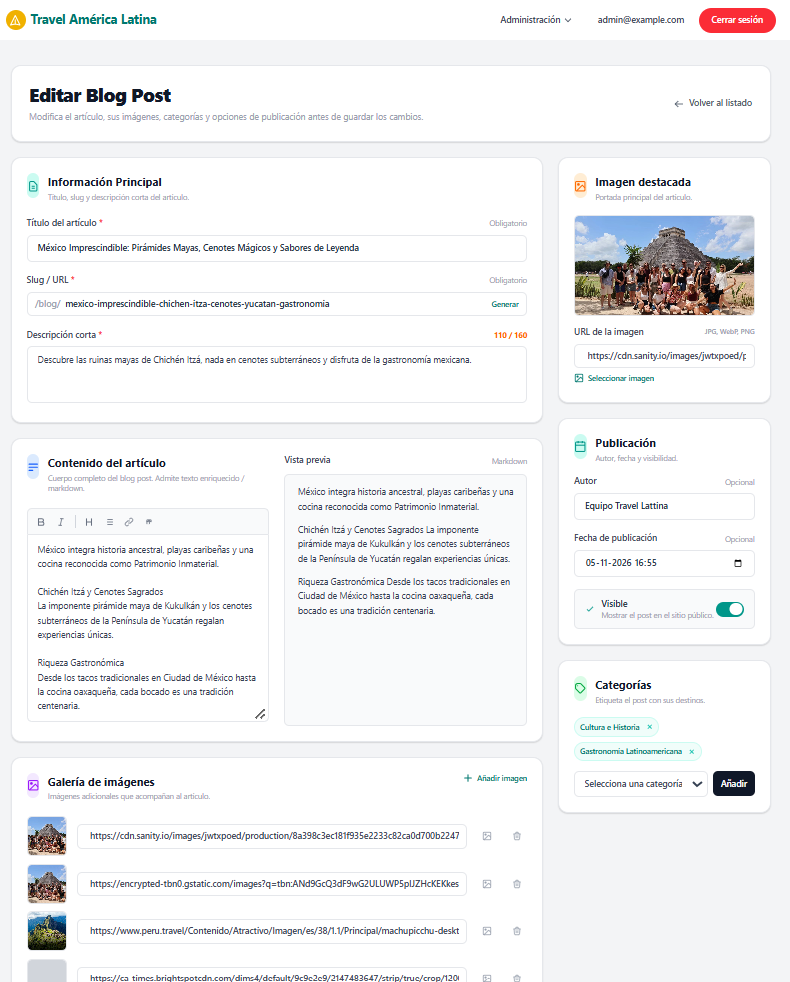 Travel América Latina
Administración
admin@example.com
Cerrar sesión
Editar Blog Post
Modifica el artículo, sus imágenes, categorías y opciones de publicación antes de guardar los cambios.
Volver al listado
Información Principal
Título, slug y descripción corta del artículo.
Título del artículo *
Obligatorio
México Imprescindible: Pirámides Mayas, Cenotes Mágicos y Sabores de Leyenda
Slug / URL *
Obligatorio
/blog/ mexico-imprescindible-chichen-itza-cenotes-yucatan-gastronomia
Generar
Descripción corta *
110 / 160
Descubre las ruinas mayas de Chichén Itzá, nada en cenotes subterráneos y disfruta de la gastronomía mexicana.
Contenido del artículo
Cuerpo completo del blog post. Admite texto enriquecido /
markdown.
B I H
México integra historia ancestral, playas caribeñas y una
cocina reconocida como Patrimonio Inmaterial.
Chichén Itzá y Cenotes Sagrados
La imponente pirámide maya de Kukulkán y los cenotes
subterráneos de la Península de Yucatán regalan
experiencias únicas.
Riqueza Gastronómica
Desde los tacos tradicionales en Ciudad de México hasta
la cocina oaxaqueña, cada bocado es una tradición
centenaria.
Vista previa
Markdown
México integra historia ancestral, playas caribeñas y una
cocina reconocida como Patrimonio Inmaterial.
Chichén Itzá y Cenotes Sagrados La imponente
pirámide maya de Kukulkán y los cenotes subterráneos
de la Península de Yucatán regalan experiencias únicas.
Riqueza Gastronómica Desde los tacos tradicionales en
Ciudad de México hasta la cocina oaxaqueña, cada
bocado es una tradición centenaria.
Galería de imágenes
Imágenes adicionales que acompañan al artículo.
Añadir imagen
https://cdn.sanity.io/images/jwtxpoed/production/8a398c3ec181f935e2233c82ca0d700b2247
https://encrypted-tbn0.gstatic.com/images?q=tbn:ANd9GcQ3dF9wG2ULUWP5plJZHcKEKkes
https://www.peru.travel/Contenido/Atractivo/Imagen/es/38/1.1/Principal/machupicchu-deskt
https://ca-times.brightspotcdn.com/dims4/default/9c9e2e9/2147483647/strip/true/crop/1200
Imagen destacada
Portada principal del artículo.
URL de la imagen
JPG, WebP, PNG
https://cdn.sanity.io/images/jwtxpoed/p
Seleccionar imagen
Publicación
Autor, fecha y visibilidad.
Autor
Opcional
Equipo Travel Lattina
Fecha de publicación
Opcional
05-11-2026 16:55
Visible
Mostrar el post en el sitio público.
Categorías
Etiqueta el post con sus destinos.
Cultura e Historia ×
Gastronomía Latinoamericana ×
Selecciona una categoría
Añadir